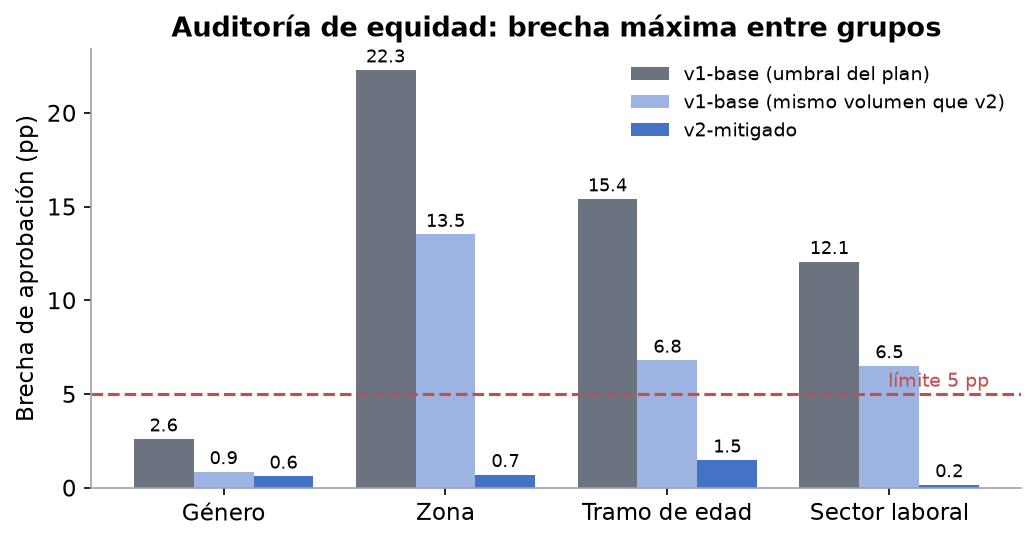 Auditoría de equidad: brecha máxima entre grupos
Brecha de aprobación (pp)
20
15
10
5
0
v1-base (umbral del plan)
v1-base (mismo volumen que v2)
v2-mitigado
22.3
15.4
13.5
12.1
6.8
6.5
límite 5 pp
2.6
0.9
0.6
0.7
1.5
0.2
Género
Zona
Tramo de edad
Sector laboral